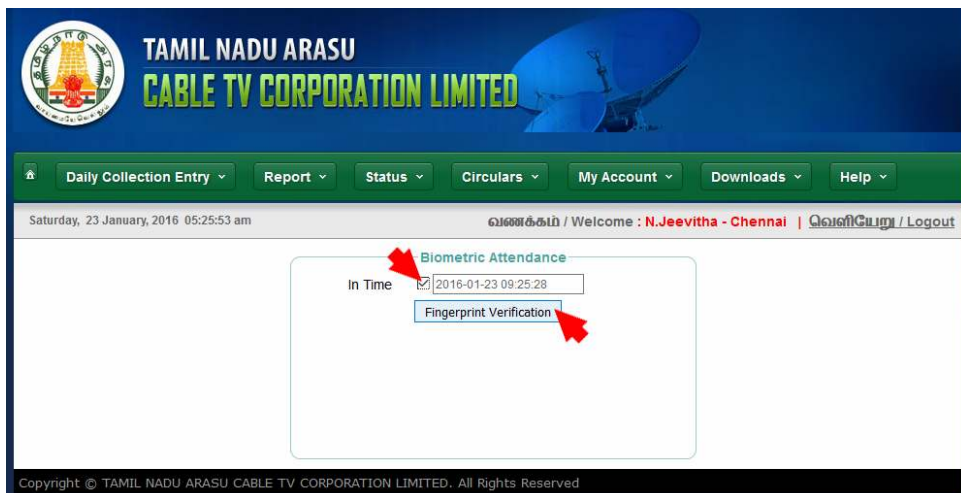 TAMIL NADU ARASU
CABLE TV CORPORATION LIMITED
Daily Collection Entry Report Status Circulars My Account Downloads Help
Saturday, 23 January, 2016 05:25:53 am வணக்கம் / Welcome : N.Jeevitha - Chennai | வெளியேறு / Logout
Biometric Attendance
In Time 2016-01-23 09:25:28
Fingerprint Verification
Copyright © TAMIL NADU ARASU CABLE TV CORPORATION LIMITED. All Rights Reserved